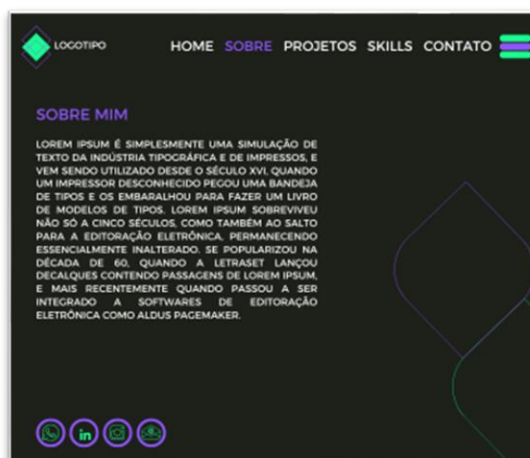 LOGOTIPO
HOME SOBRE PROJETOS SKILLS CONTATO
SOBRE MIM
LOREM IPSUM É SIMPLESMENTE UMA SIMULAÇÃO DE
TEXTO DA INDÚSTRIA TIPOGRÁFICA E DE IMPRESSOS, E
VEM SENDO UTILIZADO DESDE O SÉCULO XVI, QUANDO
UM IMPRESSOR DESCONHECIDO PEGOU UMA BANDEJA
DE TIPOS E OS EMBARALHOU PARA FAZER UM LIVRO
DE MODELOS DE TIPOS. LOREM IPSUM SOBREVIVEU
NÃO SÓ A CINCO SÉCULOS, COMO TAMBÉM AO SALTO
PARA A EDITORAÇÃO ELETRÔNICA, PERMANECENDO
ESSENCIALMENTE INALTERADO. SE POPULARIZOU NA
DÉCADA DE 60, QUANDO A LETRASET LANÇOU
DECALQUES CONTENDO PASSAGENS DE LOREM IPSUM,
E MAIS RECENTEMENTE QUANDO PASSOU A SER
INTEGRADO A SOFTWARES DE EDITORAÇÃO
ELETRÔNICA COMO ALDUS PAGEMAKER.
in